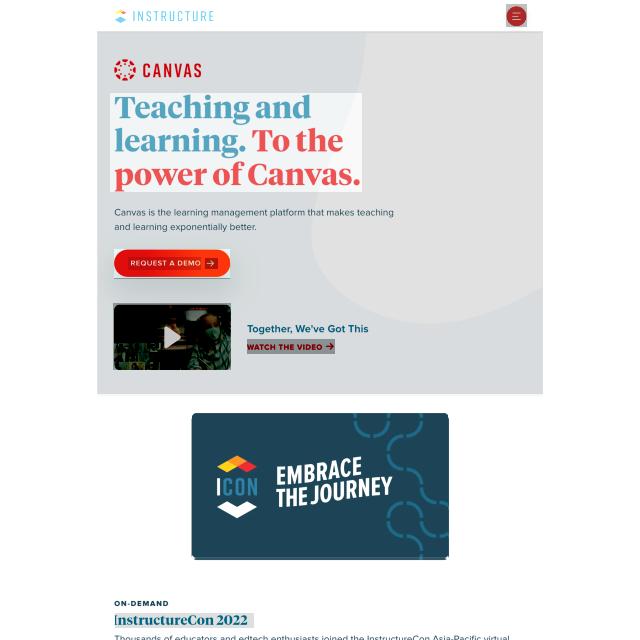 INSTRUCTURE
CANVAS
Teaching and
learning. To the
power of Canvas.
Canvas is the learning management platform that makes teaching
and learning exponentially better.
REQUEST A DEMO
Together, We've Got This
WATCH THE VIDEO
ICON
EMBRACE
THE JOURNEY
ON-DEMAND
InstructureCon 2022
Thousands of educators and edtech enthusiasts joined the InstructureCon Asia-Pacific virtual